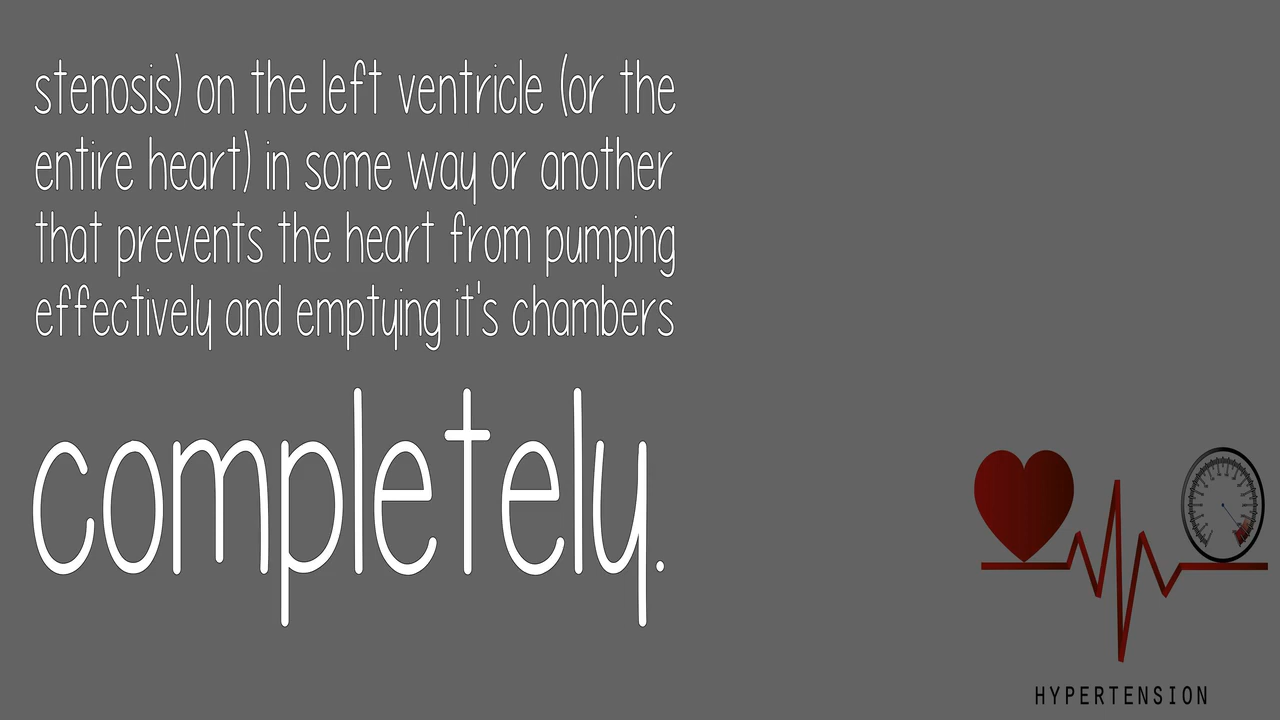 stenosis) on the left ventricle (or the
entire heart) in some way or another
that prevents the heart from pumping
effectively and emptying it's chambers
completely.
HYPERTENSION